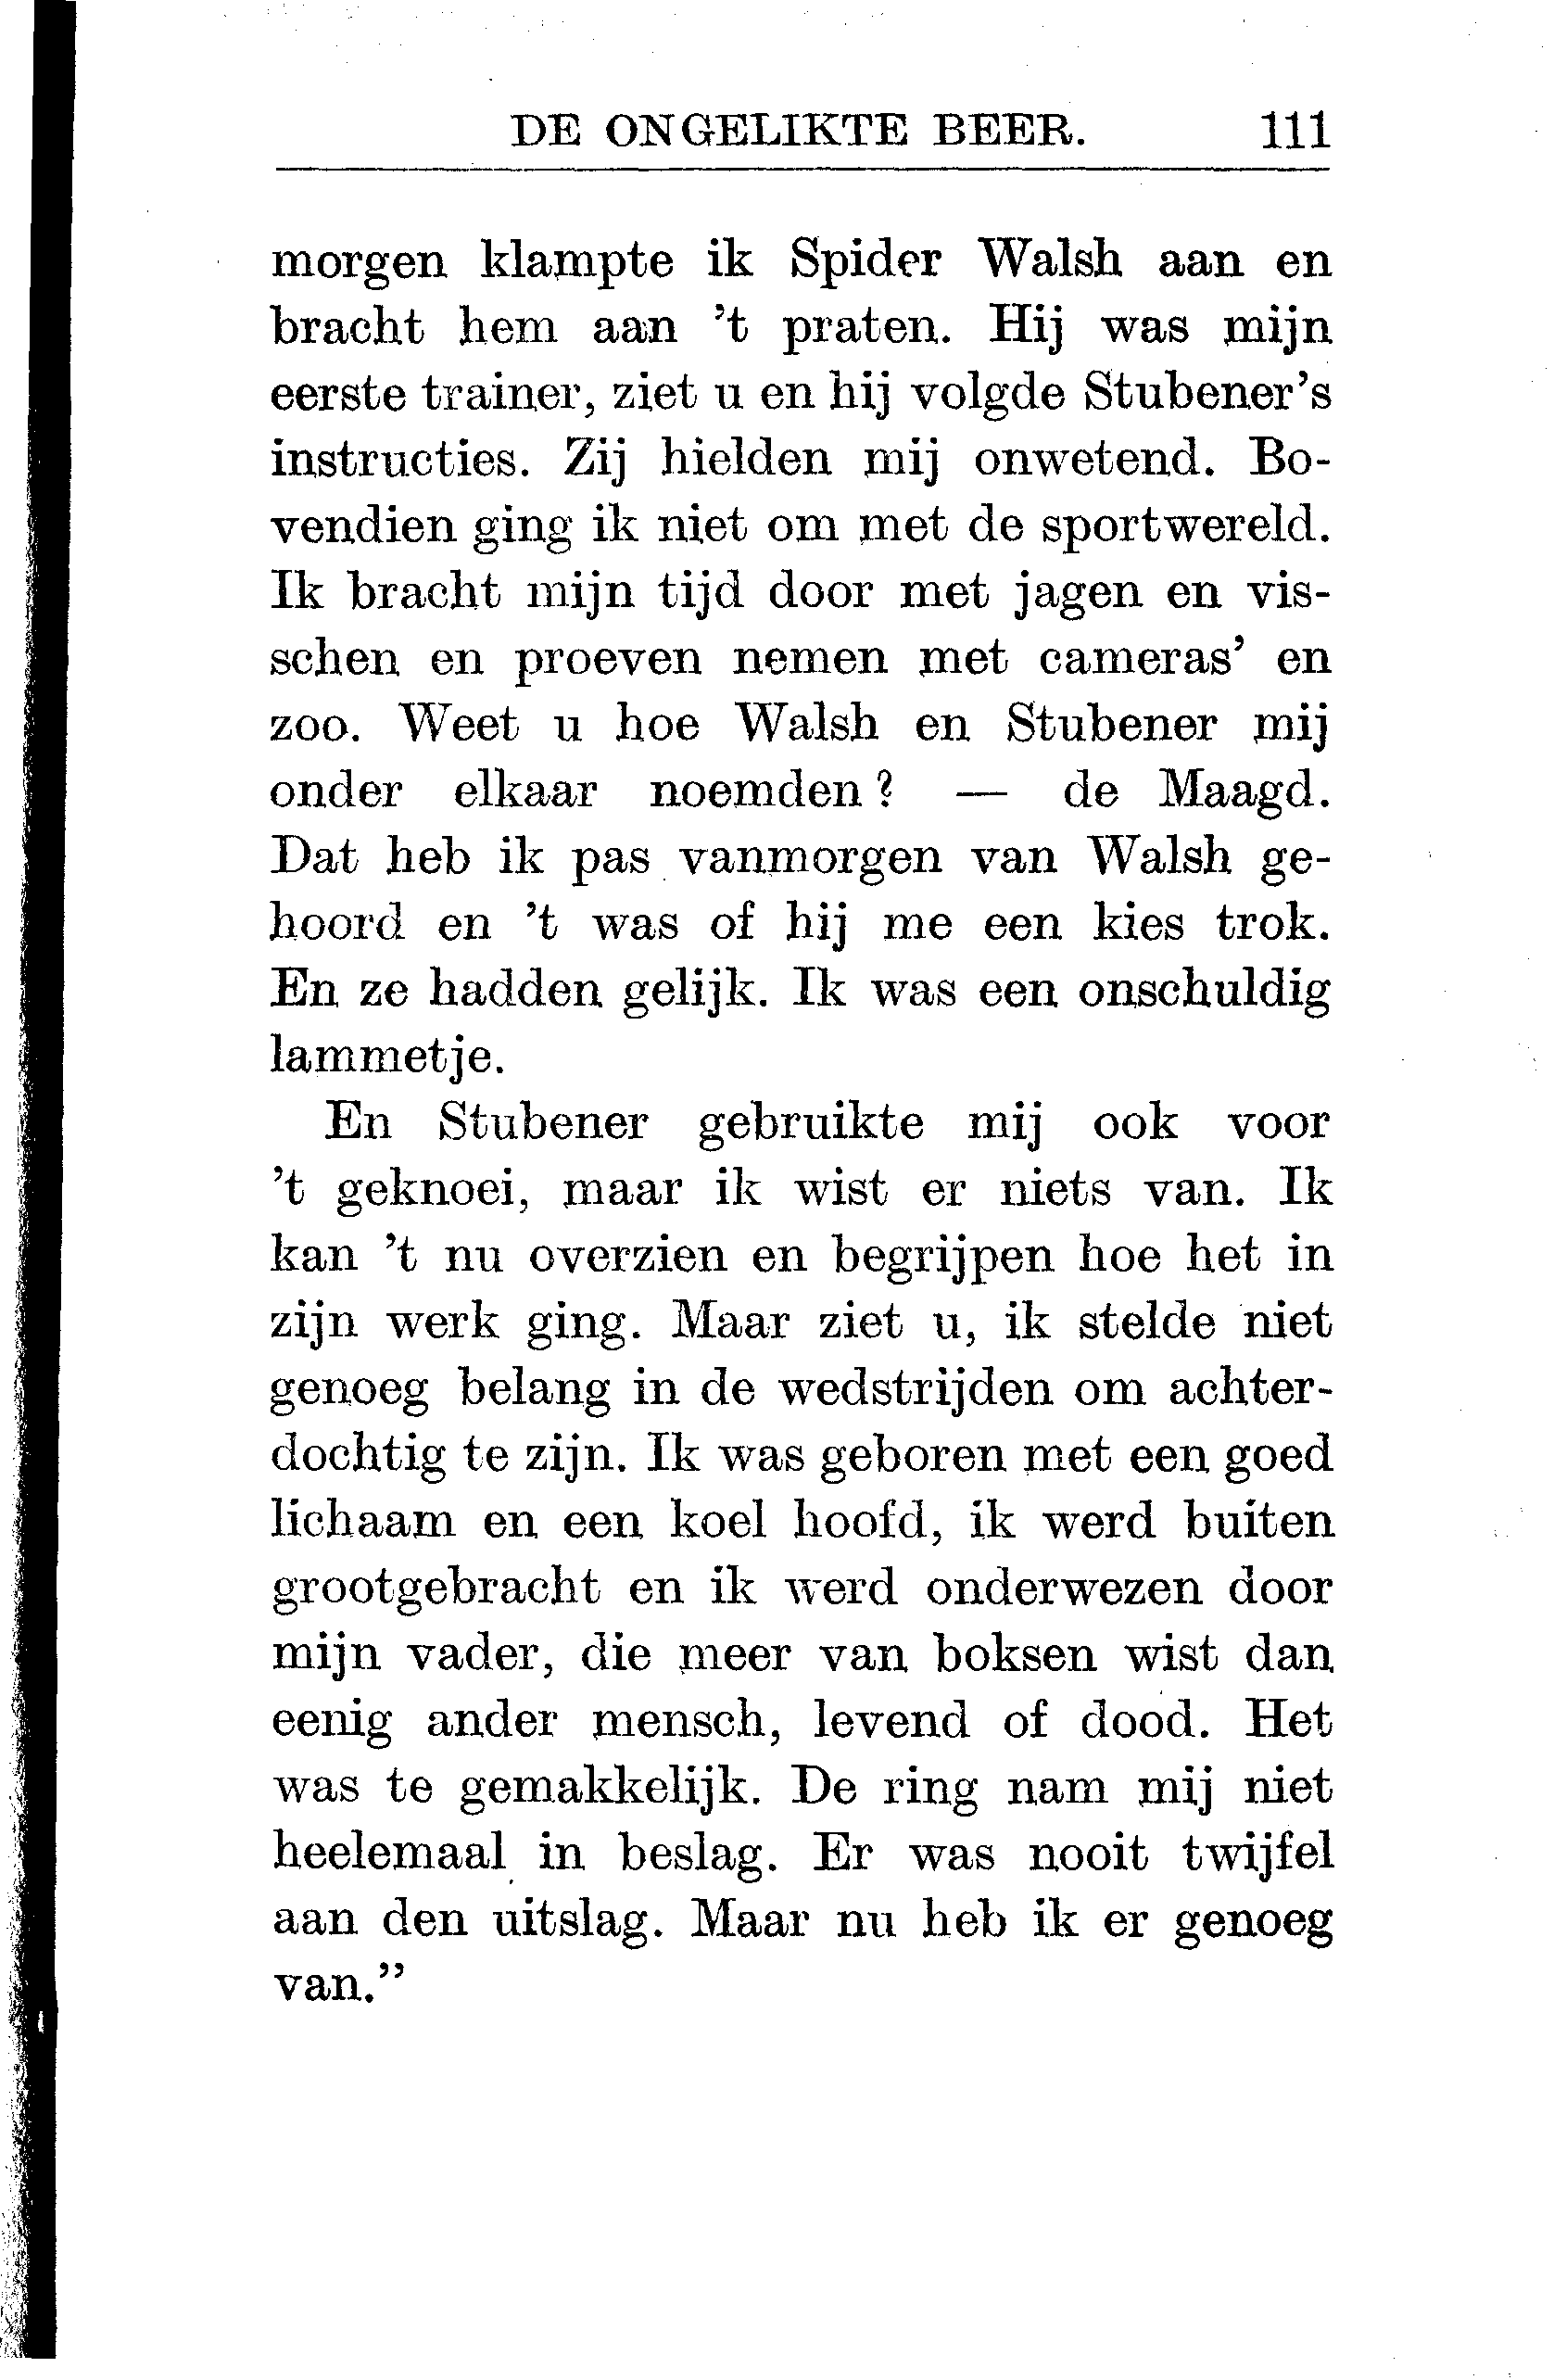 DE ONGELIKTE BEER. 111
morgen klampte ik Spider Walsh aan en
bracht hem aan 't praten. Hij was mijn
eerste trainer, ziet u en hij volgde Stubener's
instructies. Zij hielden mij onwetend. Bo-
vendien ging ik niet om met de sportwereld.
Ik bracht mijn tijd door met jagen en vis-
schen en proeven nemen met cameras' en
zoo. Weet u hoe Walsh en Stubener mij
onder elkaar noemden? — de Maagd.
Dat heb ik pas vanmorgen van Walsh ge-
hoord en 't was of hij me een kies trok.
En ze hadden gelijk. Ik was een onschuldig
lammetje.
En Stubener gebruikte mij ook voor
't geknoei, maar ik wist er niets van. Ik
kan 't nu overzien en begrijpen hoe het in
zijn werk ging. Maar ziet u, ik stelde niet
genoeg belang in de wedstrijden om achter-
dochtig te zijn. Ik was geboren met een goed
lichaam en een koel hoofd, ik werd buiten
grootgebracht en ik werd onderwezen door
mijn vader, die meer van boksen wist dan
eenig ander mensch, levend of dood. Het
was te gemakkelijk. De ring nam mij niet
heelemaal in beslag. Er was nooit twijfel
aan den uitslag. Maar nu heb ik er genoeg
van."